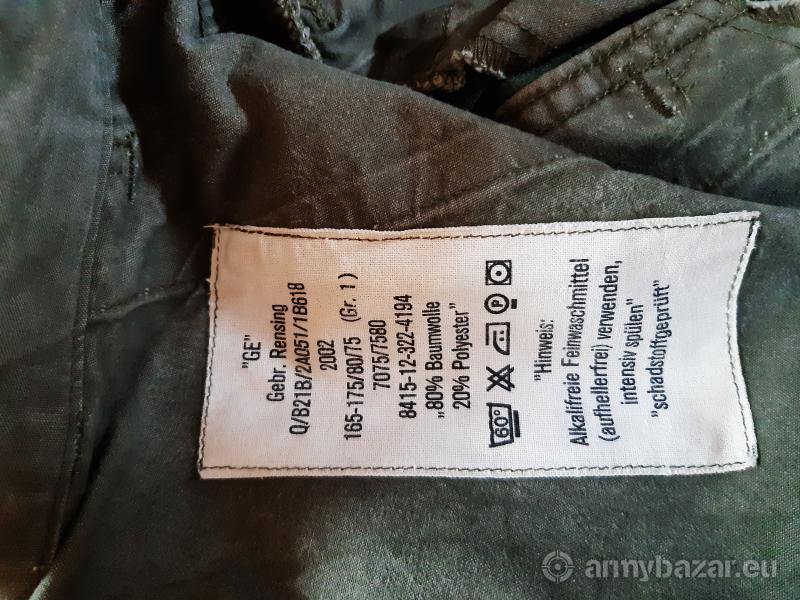 "GE"
Gebr. Rensing
Q/B21B/2A051/1B618
2002
165-175/80/75 (Gr. 1)
7075/7580
8415-12-322-4194
„80% Baumwolle
20% Polyester”
60° P
"Hinweis:
Alkalifreie Feinwaschmittel
(aufhellerfrei) verwenden,
intensiv spülen"
"schadstoffgeprüft"
armybazar.eu